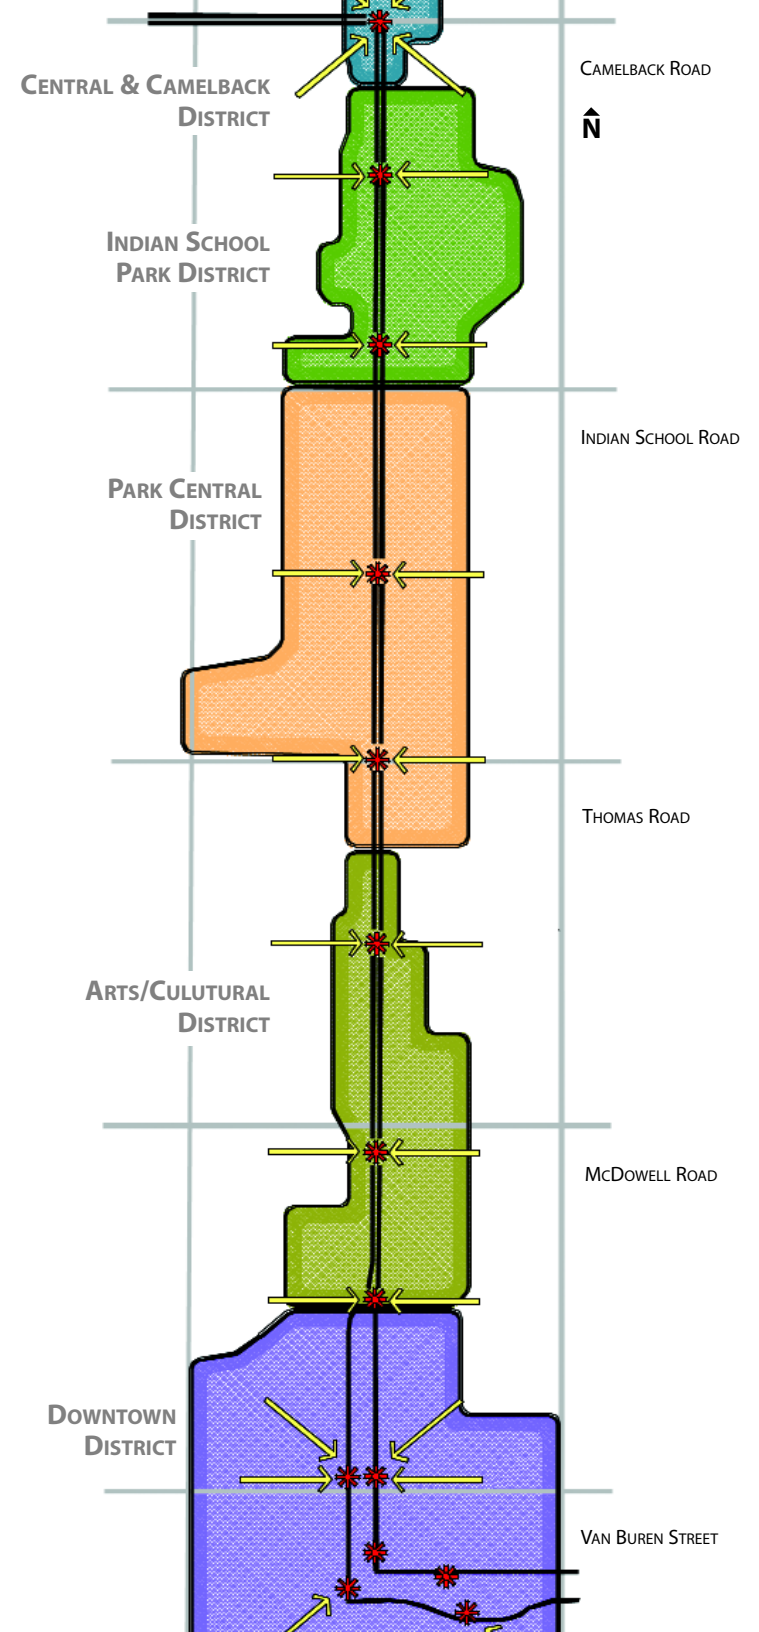 CAMELBACK ROAD
CENTRAL & CAMELBACK
DISTRICT
N
INDIAN SCHOOL
PARK DISTRICT
INDIAN SCHOOL ROAD
PARK CENTRAL
DISTRICT
THOMAS ROAD
ARTS/CULUTURAL
DISTRICT
MCDOWELL ROAD
DOWNTOWN
DISTRICT
VAN BUREN STREET